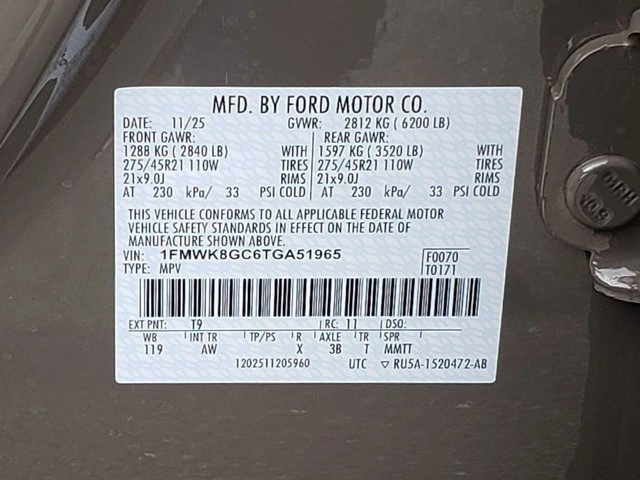 MFD. BY FORD MOTOR CO.
DATE: 11/25 GVWR: 2812 KG ( 6200 LB)
FRONT GAWR: REAR GAWR:
1288 KG ( 2840 LB) WITH 1597 KG ( 3520 LB) WITH
275/45R21 110W TIRES 275/45R21 110W TIRES
21x9.0J RIMS 21x9.0J RIMS
AT 230 kPa/ 33 PSI COLD AT 230 kPa/ 33 PSI COLD
THIS VEHICLE CONFORMS TO ALL APPLICABLE FEDERAL MOTOR
VEHICLE SAFETY STANDARDS IN EFFECT ON THE DATE OF
MANUFACTURE SHOWN ABOVE.
VIN: 1FMWK8GC6TGA51965 F0070
TYPE: MPV T0171
EXT PNT: T9 RC: 11 DSO:
WB INT TR TP/PS R AXLE TR SPR
119 AW X 3B T MMTT
1202511205960 UTC ▽ RU5A-1520472-AB